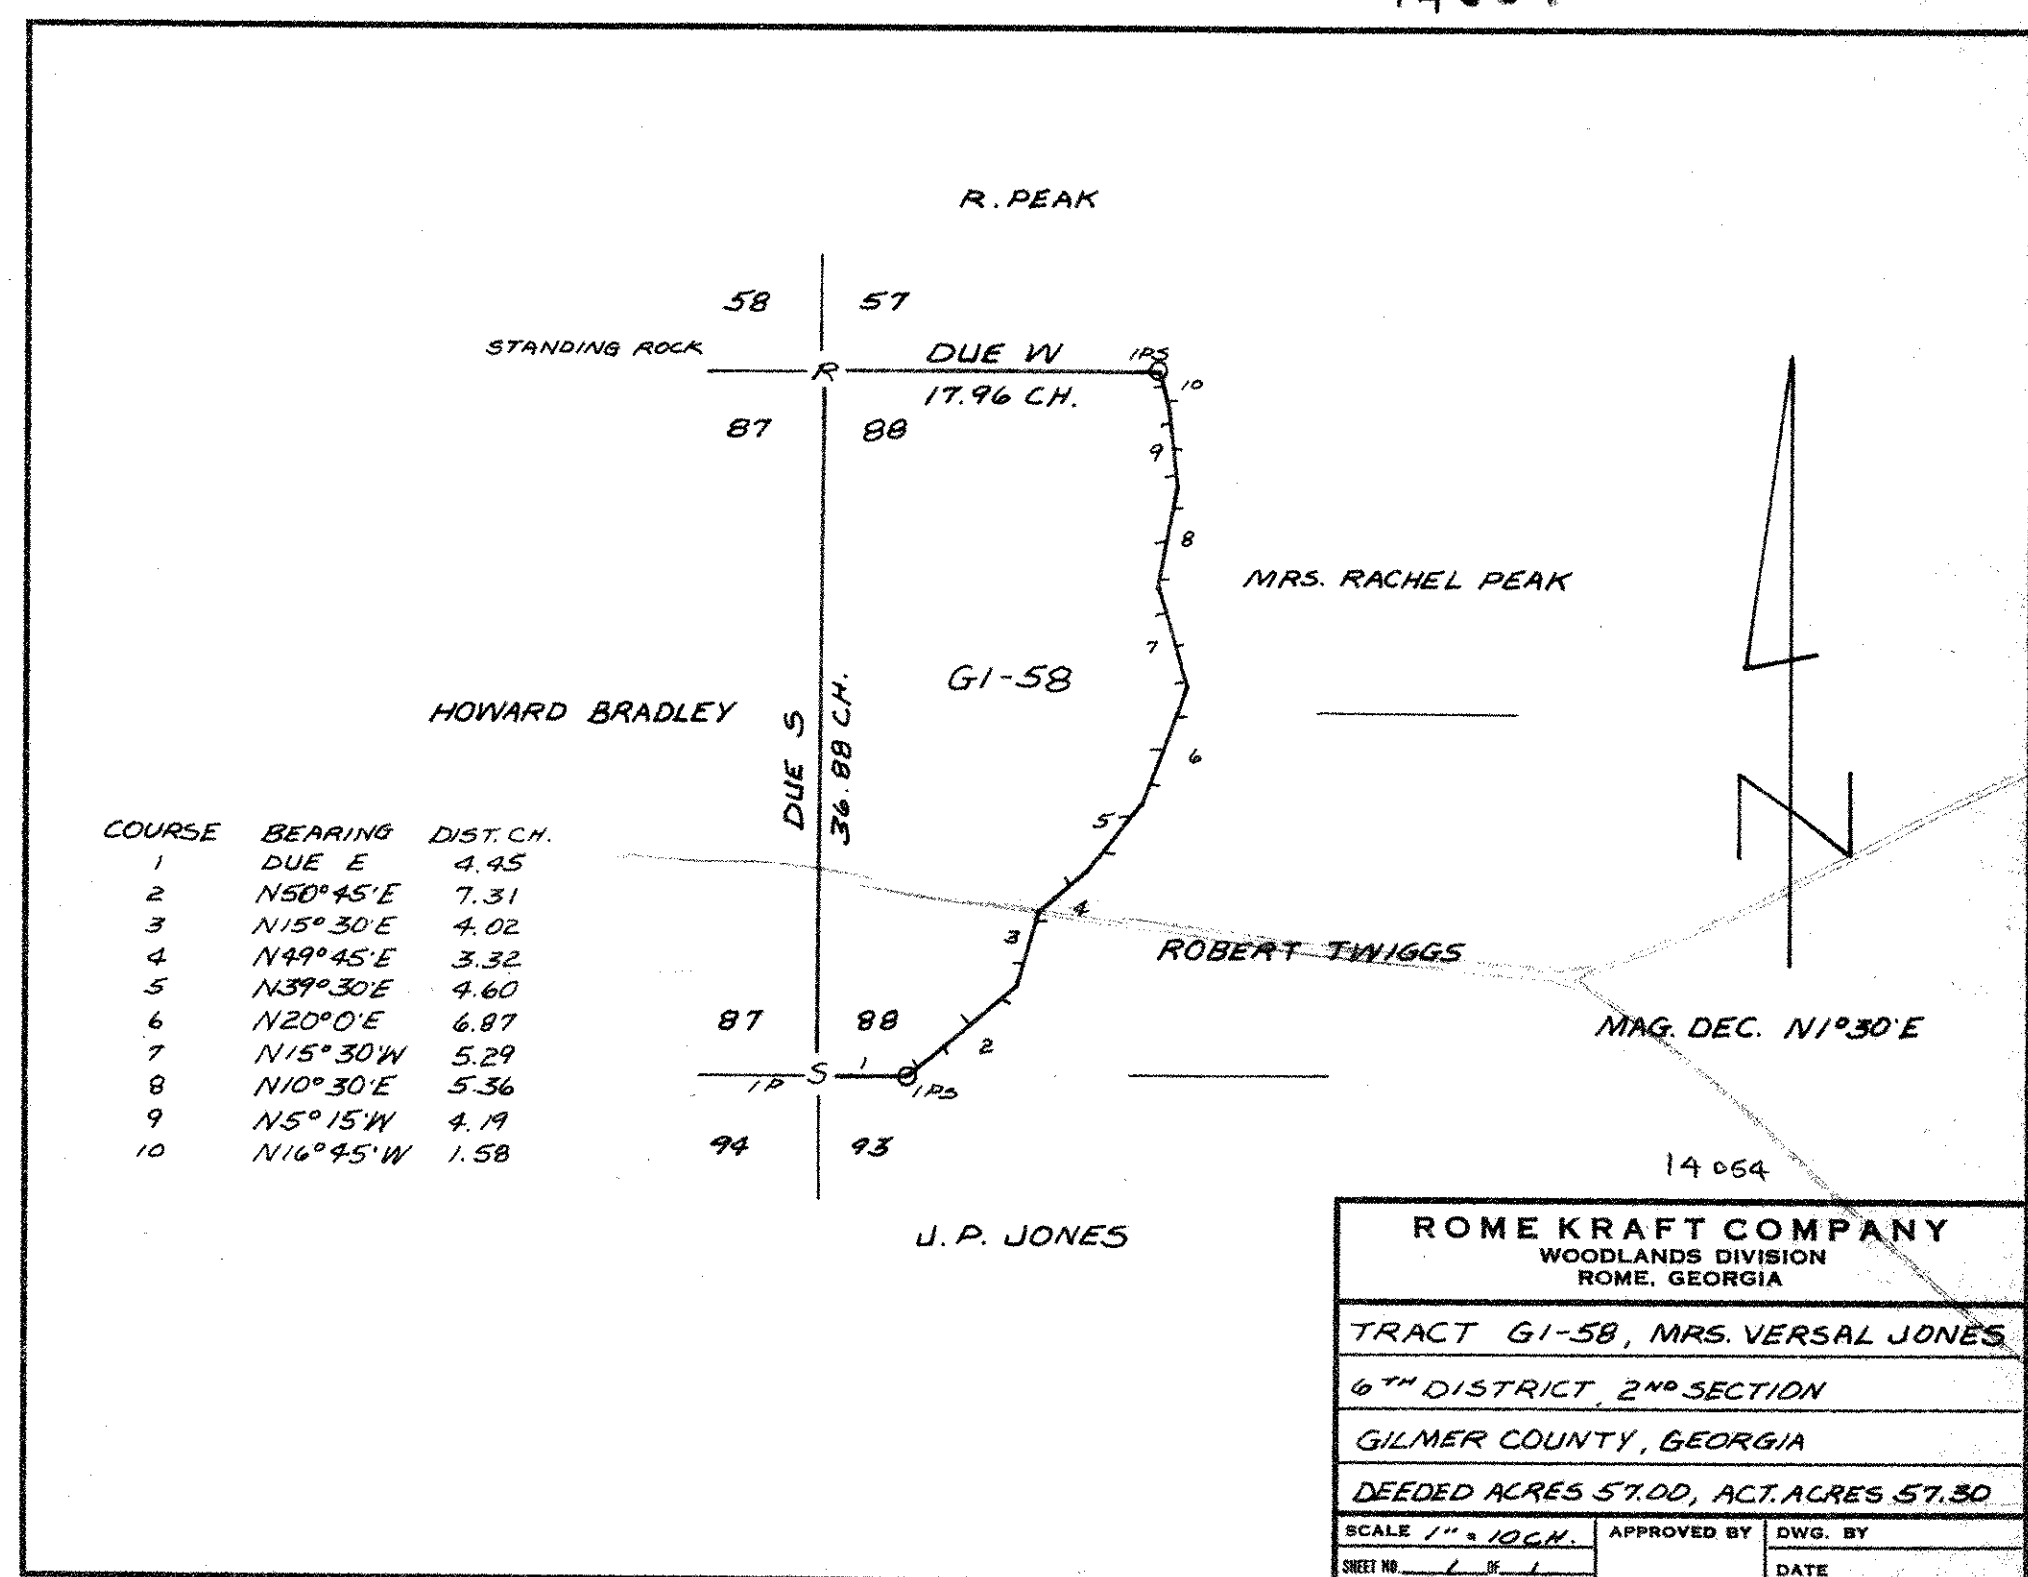 R. PEAK
58 57
STANDING ROCK
R
DUE W
17.96 CH.
IPS
10
87 88
9
8
MRS. RACHEL PEAK
7
G1-58
HOWARD BRADLEY
DUE S
36.88 CH.
6
5
4
3
ROBERT TWIGGS
COURSE BEARING DIST. CH.
1 DUE E 4.45
2 N50°45'E 7.31
3 N15°30'E 4.02
4 N49°45'E 3.32
5 N39°30'E 4.60
6 N20°0'E 6.87
7 N15°30'W 5.29
8 N10°30'E 5.36
9 N5°15'W 4.19
10 N16°45'W 1.58
87 88
2
IP S 1 IPS
94 93
J.P. JONES
N
MAG. DEC. N1°30'E
14054
ROME KRAFT COMPANY
WOODLANDS DIVISION
ROME, GEORGIA
TRACT G1-58, MRS. VERSAL JONES
6TH DISTRICT, 2ND SECTION
GILMER COUNTY, GEORGIA
DEEDED ACRES 57.00, ACT. ACRES 57.30
SCALE 1" = 10 CH. APPROVED BY DWG. BY
SHEET NO. 1 OF 1 DATE